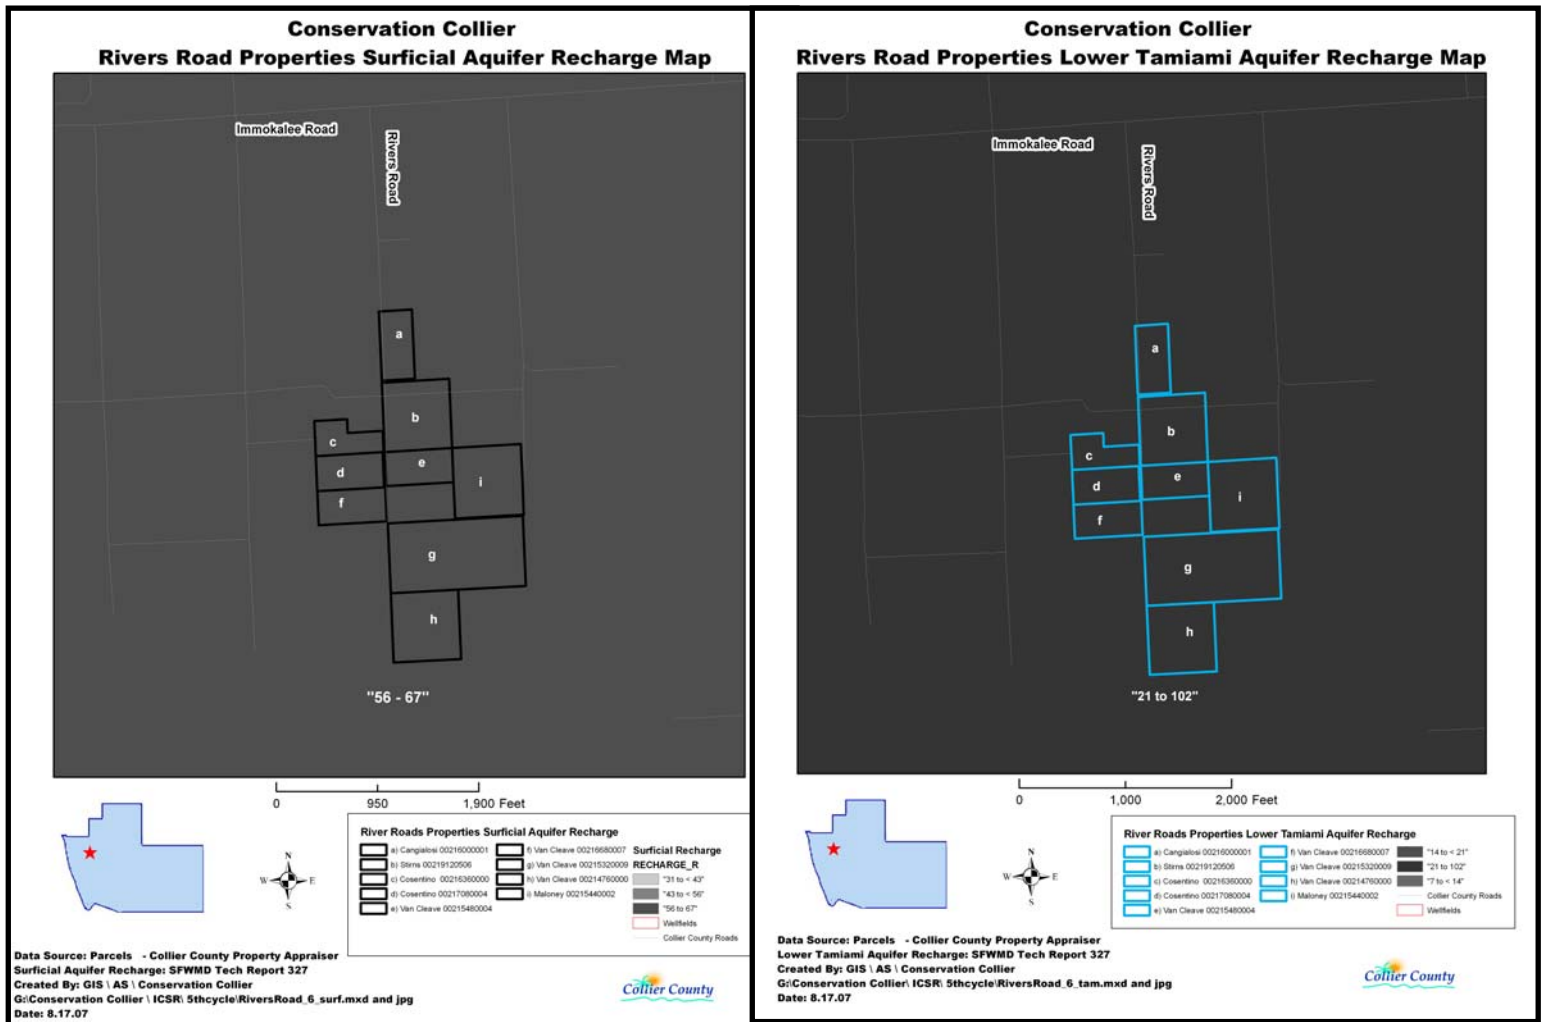 Conservation Collier
Rivers Road Properties Surficial Aquifer Recharge Map
Immokalee Road
Rivers Road
a
b
c
d
e
f
i
g
h
"56 - 67"
0 950 1,900 Feet
N
W E
S
River Roads Properties Surficial Aquifer Recharge
a) Cangialosi 00216000001
b) Stirns 00219120506
c) Cosentino 00216360000
d) Cosentino 00217080004
e) Van Cleave 00215480004
f) Van Cleave 00216680007
g) Van Cleave 00215320009
h) Van Cleave 00214760000
i) Maloney 00215440002
Surficial Recharge
RECHARGE_R
"31 to < 43"
"43 to < 56"
"56 to 67"
Wellfields
Collier County Roads
Data Source: Parcels - Collier County Property Appraiser
Surficial Aquifer Recharge: SFWMD Tech Report 327
Created By: GIS \ AS \ Conservation Collier
G:\Conservation Collier \ ICSR\ 5thcycle\RiversRoad_6_surf.mxd and jpg
Date: 8.17.07
Collier County
Conservation Collier
Rivers Road Properties Lower Tamiami Aquifer Recharge Map
Immokalee Road
Rivers Road
a
b
c
d
e
f
i
g
h
"21 to 102"
0 1,000 2,000 Feet
N
W E
S
River Roads Properties Lower Tamiami Aquifer Recharge
a) Cangialosi 00216000001
b) Stirns 00219120506
c) Cosentino 00216360000
d) Cosentino 00217080004
e) Van Cleave 00215480004
f) Van Cleave 00216680007
g) Van Cleave 00215320009
h) Van Cleave 00214760000
i) Maloney 00215440002
"14 to < 21"
"21 to 102"
"7 to < 14"
Collier County Roads
Wellfields
Data Source: Parcels - Collier County Property Appraiser
Lower Tamiami Aquifer Recharge: SFWMD Tech Report 327
Created By: GIS \ AS \ Conservation Collier
G:\Conservation Collier\ ICSR\ 5thcycle\RiversRoad_6_tam.mxd and jpg
Date: 8.17.07
Collier County